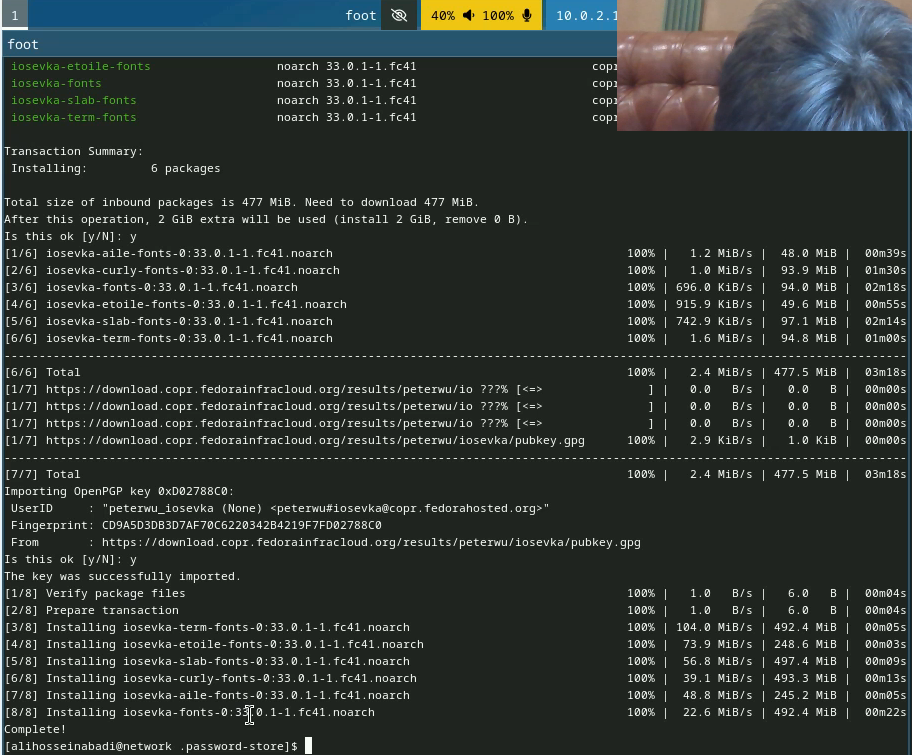 1 foot 40% 100% 10.0.2.1
foot
iosevka-etoile-fonts noarch 33.0.1-1.fc41 copr
iosevka-fonts noarch 33.0.1-1.fc41 copr
iosevka-slab-fonts noarch 33.0.1-1.fc41 copr
iosevka-term-fonts noarch 33.0.1-1.fc41 copr
Transaction Summary:
Installing: 6 packages
Total size of inbound packages is 477 MiB. Need to download 477 MiB.
After this operation, 2 GiB extra will be used (install 2 GiB, remove 0 B).
Is this ok [y/N]: y
[1/6] iosevka-aile-fonts-0:33.0.1-1.fc41.noarch 100% | 1.2 MiB/s | 48.0 MiB | 00m39s
[2/6] iosevka-curly-fonts-0:33.0.1-1.fc41.noarch 100% | 1.0 MiB/s | 93.9 MiB | 01m30s
[3/6] iosevka-fonts-0:33.0.1-1.fc41.noarch 100% | 696.0 KiB/s | 94.0 MiB | 02m18s
[4/6] iosevka-etoile-fonts-0:33.0.1-1.fc41.noarch 100% | 915.9 KiB/s | 49.6 MiB | 00m55s
[5/6] iosevka-slab-fonts-0:33.0.1-1.fc41.noarch 100% | 742.9 KiB/s | 97.1 MiB | 02m14s
[6/6] iosevka-term-fonts-0:33.0.1-1.fc41.noarch 100% | 1.6 MiB/s | 94.8 MiB | 01m00s
--------------------------------------------------------------------------------
[6/6] Total 100% | 2.4 MiB/s | 477.5 MiB | 03m18s
[1/7] https://download.copr.fedorainfracloud.org/results/peterwu/io ???% [<=> ] | 0.0 B/s | 0.0 B | 00m00s
[1/7] https://download.copr.fedorainfracloud.org/results/peterwu/io ???% [<=> ] | 0.0 B/s | 0.0 B | 00m00s
[1/7] https://download.copr.fedorainfracloud.org/results/peterwu/io ???% [<=> ] | 0.0 B/s | 0.0 B | 00m00s
[1/7] https://download.copr.fedorainfracloud.org/results/peterwu/iosevka/pubkey.gpg 100% | 2.9 KiB/s | 1.0 KiB | 00m00s
--------------------------------------------------------------------------------
[7/7] Total 100% | 2.4 MiB/s | 477.5 MiB | 03m18s
Importing OpenPGP key 0xD02788C0:
UserID : "peterwu_iosevka (None) <peterwu#iosevka@copr.fedorahosted.org>"
Fingerprint: CD9A5D3DB3D7AF70C6220342B4219F7FD02788C0
From : https://download.copr.fedorainfracloud.org/results/peterwu/iosevka/pubkey.gpg
Is this ok [y/N]: y
The key was successfully imported.
[1/8] Verify package files 100% | 1.0 B/s | 6.0 B | 00m04s
[2/8] Prepare transaction 100% | 1.0 B/s | 6.0 B | 00m04s
[3/8] Installing iosevka-term-fonts-0:33.0.1-1.fc41.noarch 100% | 104.0 MiB/s | 492.4 MiB | 00m05s
[4/8] Installing iosevka-etoile-fonts-0:33.0.1-1.fc41.noarch 100% | 73.9 MiB/s | 248.6 MiB | 00m03s
[5/8] Installing iosevka-slab-fonts-0:33.0.1-1.fc41.noarch 100% | 56.8 MiB/s | 497.4 MiB | 00m09s
[6/8] Installing iosevka-curly-fonts-0:33.0.1-1.fc41.noarch 100% | 39.1 MiB/s | 493.3 MiB | 00m13s
[7/8] Installing iosevka-aile-fonts-0:33.0.1-1.fc41.noarch 100% | 48.8 MiB/s | 245.2 MiB | 00m05s
[8/8] Installing iosevka-fonts-0:33.0.1-1.fc41.noarch 100% | 22.6 MiB/s | 492.4 MiB | 00m22s
Complete!
[alihosseinabadi@network .password-store]$